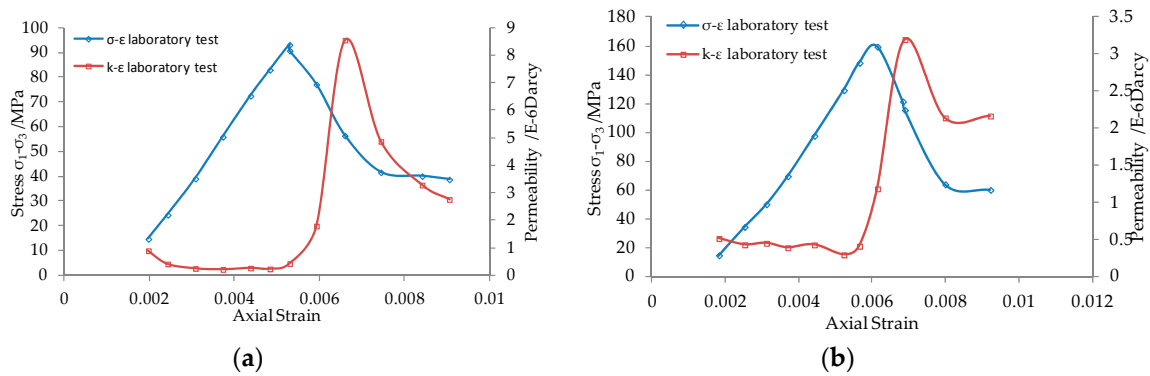 100
90
80
70
60
50
40
30
20
10
0
Stress σ₁-σ₃ /MPa
σ-ε laboratory test
k-ε laboratory test
9
8
7
6
5
4
3
2
1
0
Permeability /E-6Darcy
0 0.002 0.004 0.006 0.008 0.01
Axial Strain
(a)
180
160
140
120
100
80
60
40
20
0
Stress σ₁-σ₃ /MPa
σ-ε laboratory test
k-ε laboratory test
3.5
3
2.5
2
1.5
1
0.5
0
Permeability /E-6Darcy
0 0.002 0.004 0.006 0.008 0.01 0.012
Axial Strain
(b)